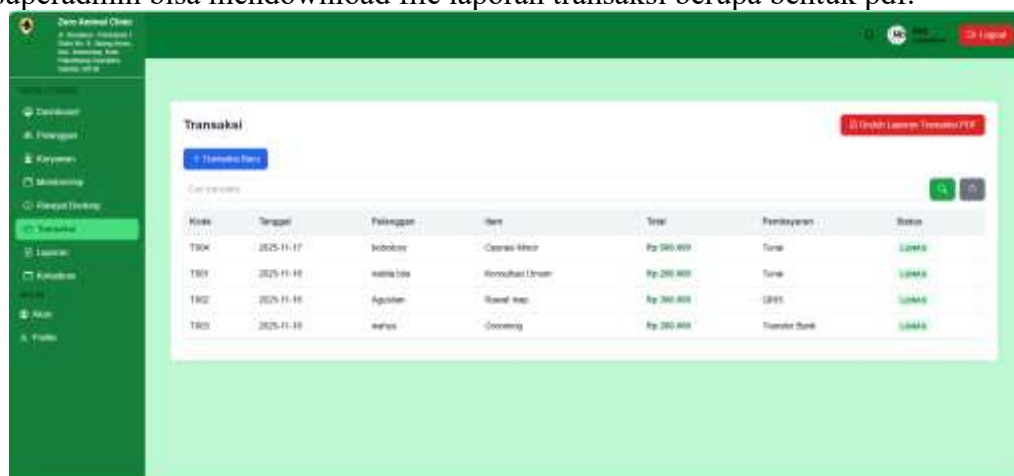 superadmin bisa mendownload file laporan transaksi berupa bentuk pdf.
Zero Animal Clinic
Logout
Dashboard
Pelanggan
Karyawan
Monitoring
Riwayat Booking
Transaksi
Laporan
Kehadiran
Akun
Profile
Transaksi
Unduh Laporan Transaksi PDF
+ Transaksi Baru
Cari transaksi
Kode Tanggal Pelanggan Item Total Pembayaran Status
T004 2025-11-17 Operasi Minor Rp 500.000 Tunai LUNAS
T001 2025-11-16 Konsultasi Umum Rp 200.000 Tunai LUNAS
T002 2025-11-16 Agustian Rawat Inap Rp 300.000 QRIS LUNAS
T003 2025-11-16 wahyu Grooming Rp 200.000 Transfer Bank LUNAS